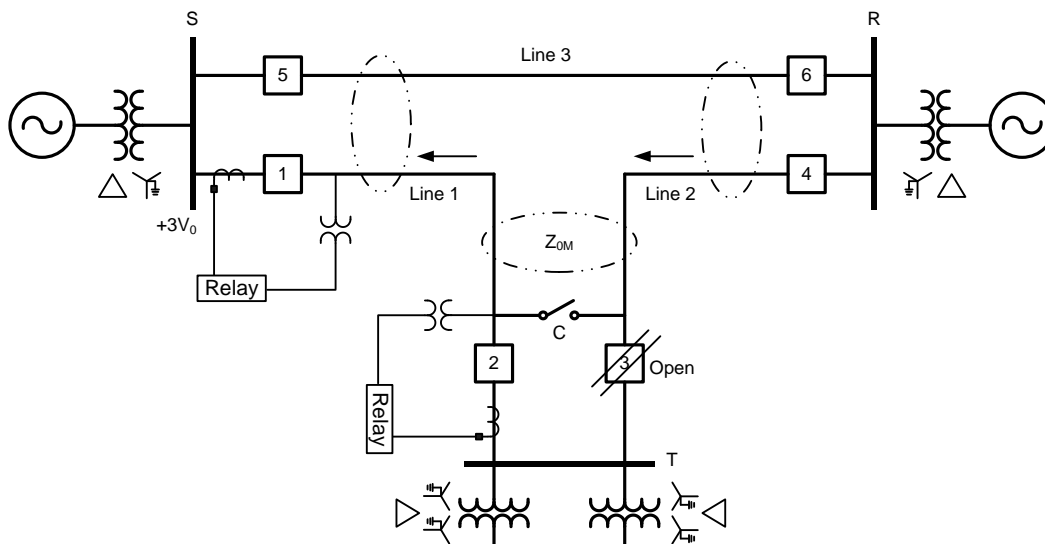 S
R
Line 3
5
6
1
4
Line 1
Line 2
+3V₀
Z₀M
Relay
C
2
3
Open
Relay
T